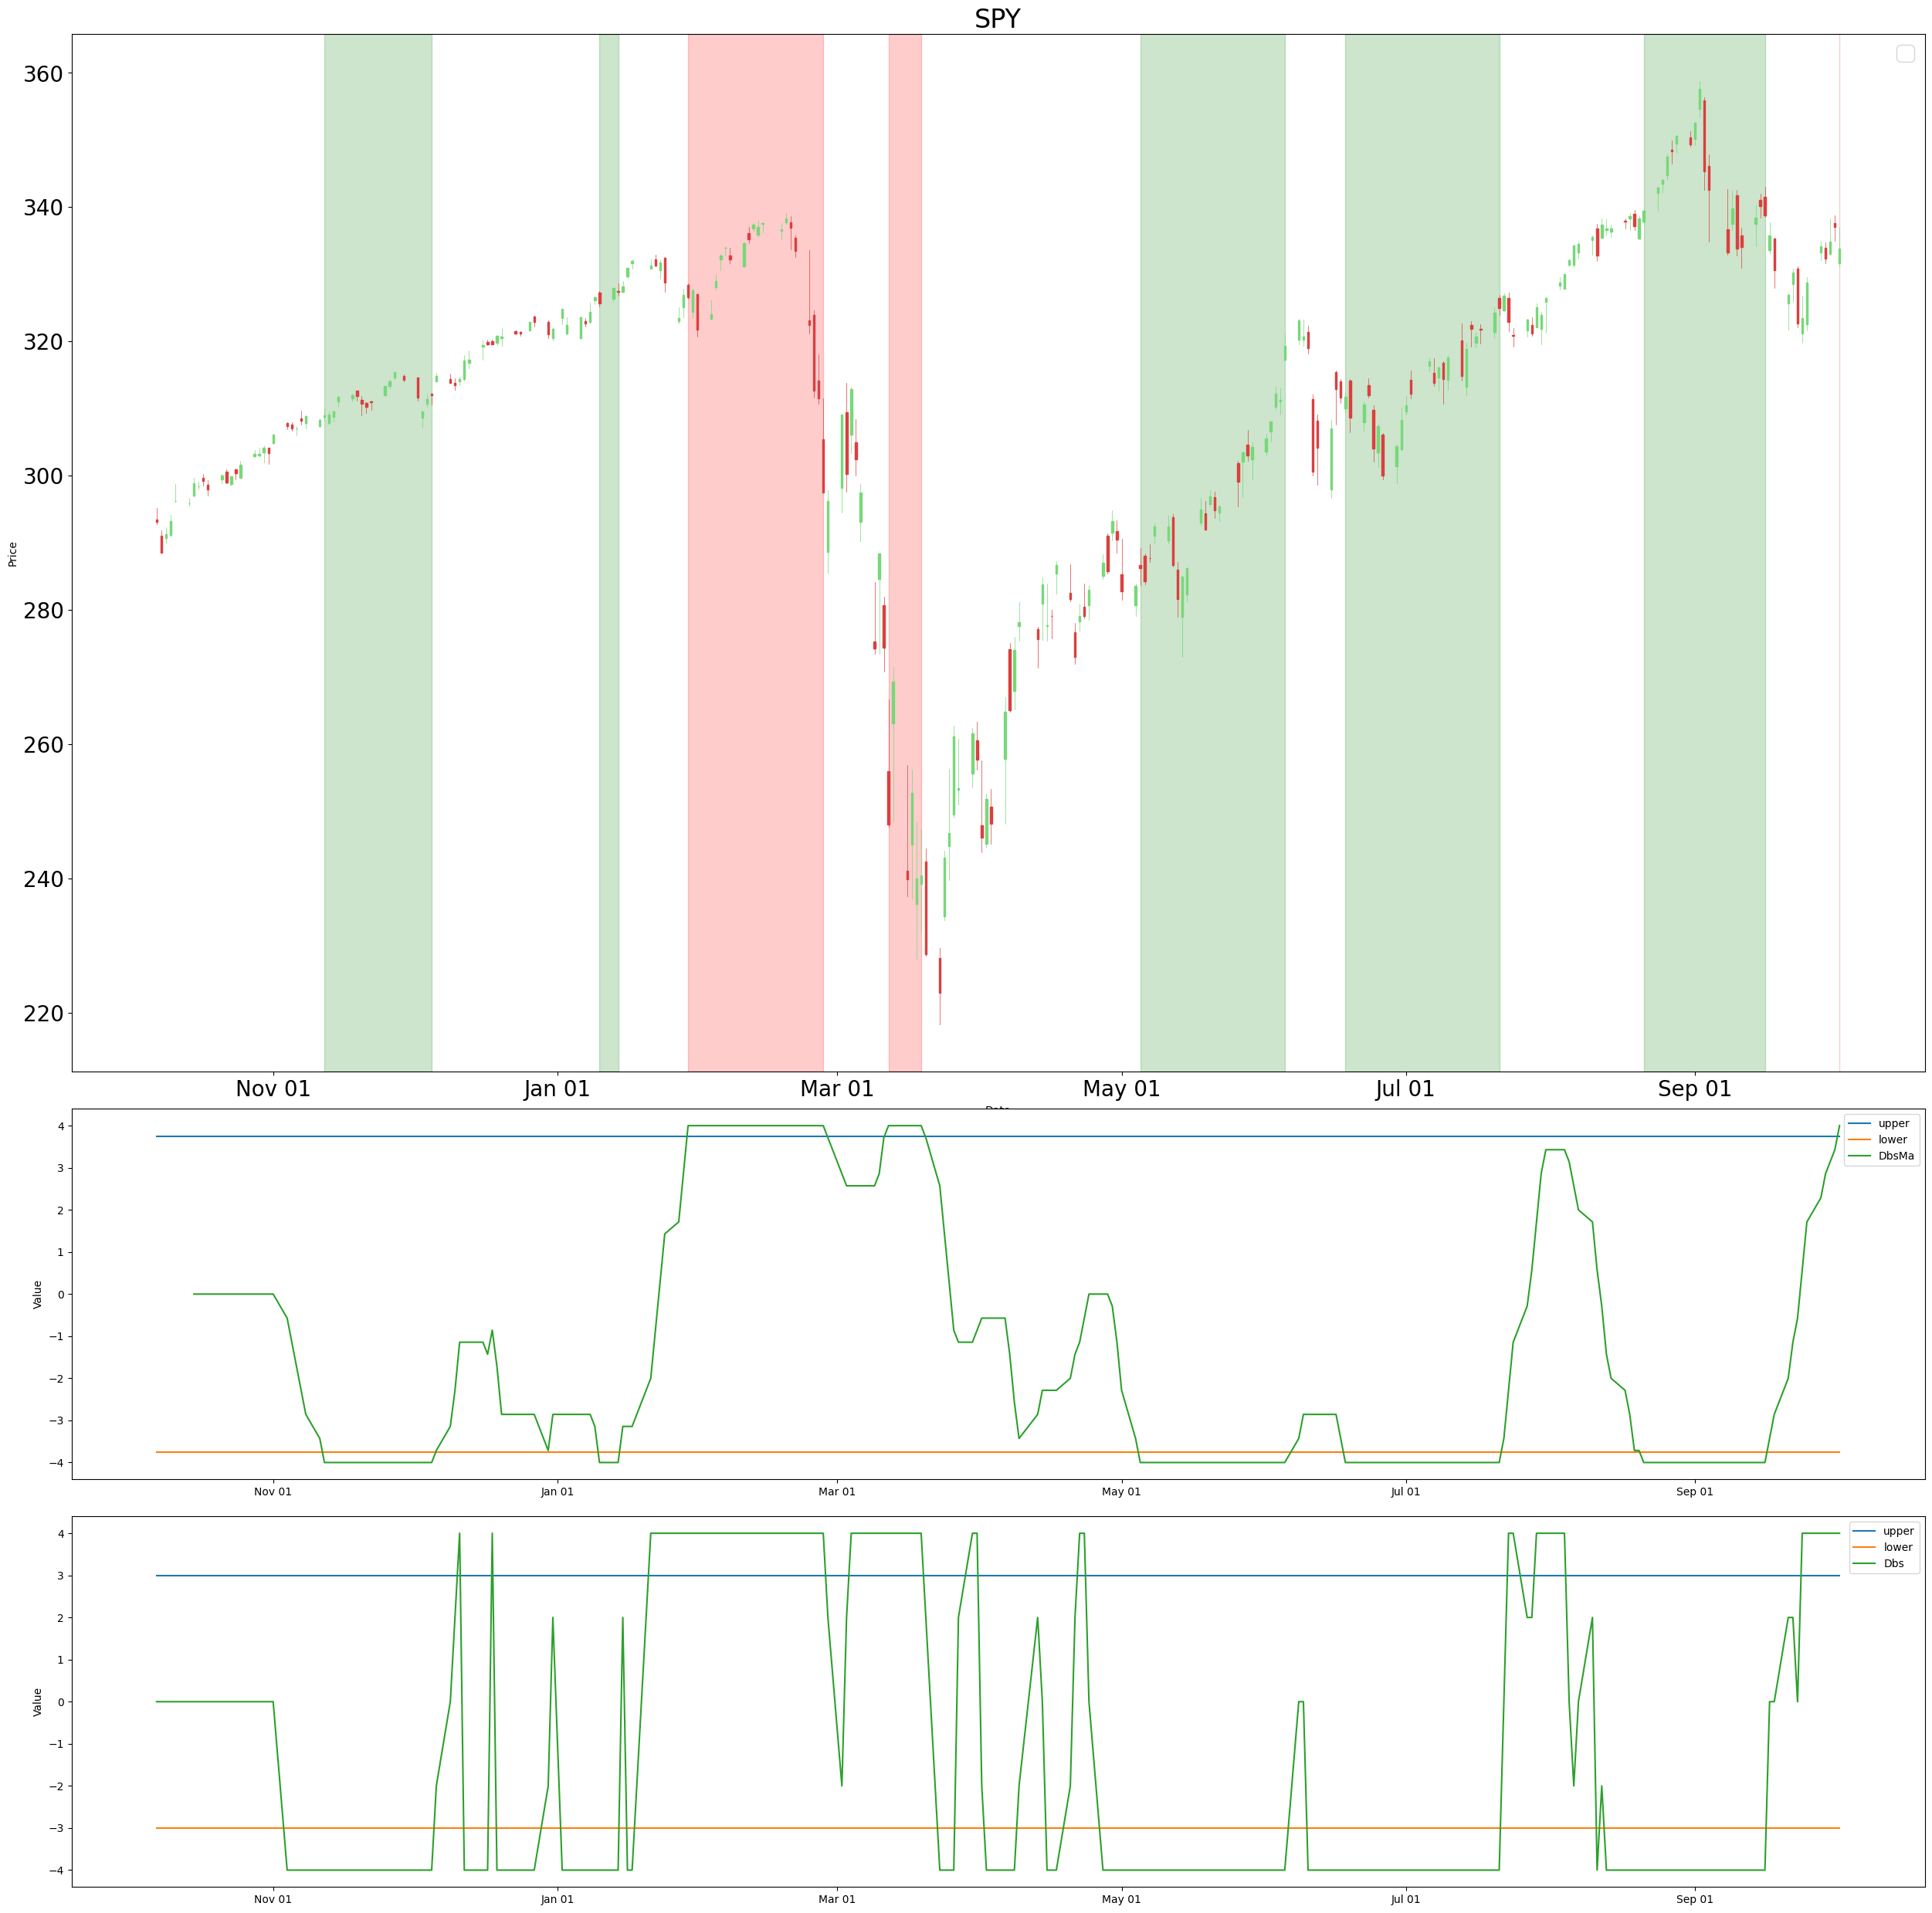 SPY
360
340
320
300
280
260
240
220
Price
Nov 01 Jan 01 Mar 01 May 01 Jul 01 Sep 01
Date
4
3
2
1
0
−1
−2
−3
−4
Value
upper
lower
DbsMa
Nov 01 Jan 01 Mar 01 May 01 Jul 01 Sep 01
4
3
2
1
0
−1
−2
−3
−4
Value
upper
lower
Dbs
Nov 01 Jan 01 Mar 01 May 01 Jul 01 Sep 01